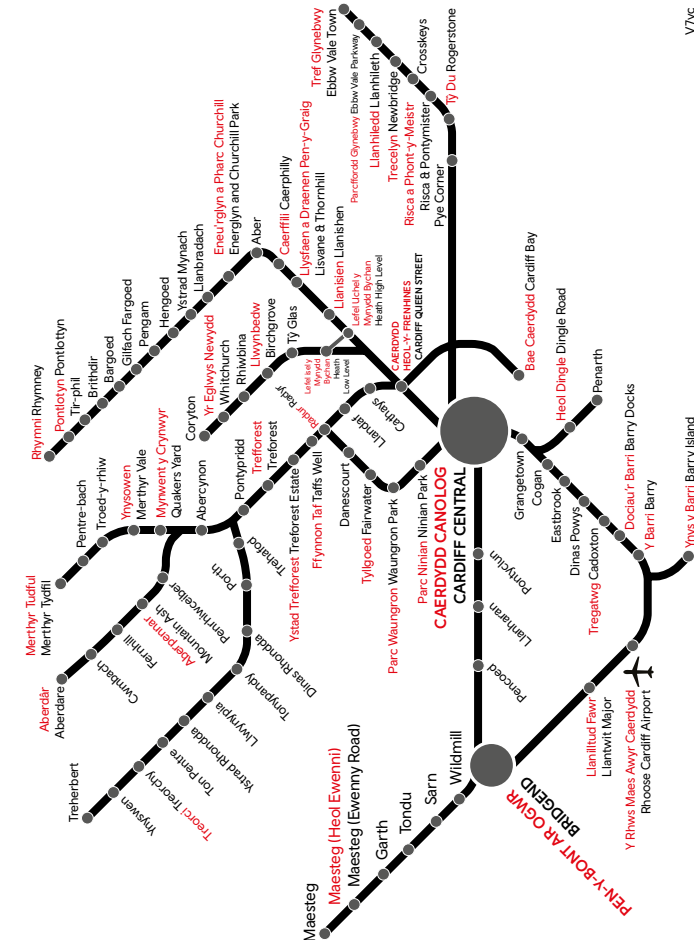 V7vc
Tref Glynebwy
Ebbw Vale Town
Parcffordd Glynebwy Ebbw Vale Parkway
Llanhiledd Llanhilleth
Trecelyn Newbridge
Crosskeys
Risca a Phont-y-Meistr
Risca & Pontymister
Tŷ Du Rogerstone
Pye Corner
Rhymni Rhymney
Pontlotyn Pontlottyn
Tir-phil
Brithdir
Bargoed
Gilfach Fargoed
Pengam
Hengoed
Ystrad Mynach
Llanbradach
Eneu'rglyn a Pharc Churchill
Energlyn and Churchill Park
Aber
Caerffili Caerphilly
Llysfaen a Draenen Pen-y-Graig
Lisvane & Thornhill
Llanisien Llanishen
Lefel Uchel y
Mynydd Bychan
Heath High Level
Coryton
Yr Eglwys Newydd
Whitchurch
Rhiwbina
Llwynbedw
Birchgrove
Tŷ Glas
Lefel isel y
Mynydd
Bychan
Heath
Low Level
CAERDYDD
HEOL-Y- FRENHINES
CARDIFF QUEEN STREET
Bae Caerdydd Cardiff Bay
Merthyr Tudful
Merthyr Tydfil
Pentre-bach
Troed-y-rhiw
Ynysowen
Merthyr Vale
Mynwent y Crynwyr
Quakers Yard
Abercynon
Pontypridd
Trefforest
Treforest
Ystad Trefforest Treforest Estate
Ffynnon Taf Taffs Well
Radur Radyr
Llandaf
Cathays
Danescourt
Tyllgoed Fairwater
Parc Waungron Waungron Park
Parc Ninian Ninian Park
CAERDYDD CANOLOG
CARDIFF CENTRAL
Aberdâr
Aberdare
Cwmbach
Fernhill
Aberpennar
Mountain Ash
Penrhiwceiber
Treherbert
Ynyswen
Treorci Treorchy
Ton Pentre
Ystrad Rhondda
Llwynypia
Tonypandy
Dinas Rhondda
Porth
Trehafod
Grangetown
Cogan
Eastbrook
Dinas Powys
Tregatwg Cadoxton
Dociau'r Barri Barry Docks
Y Barri Barry
Ynys y Barri Barry Island
Heol Dingle Dingle Road
Penarth
Pontyclun
Llanharan
Pencoed
Y Rhws Maes Awyr Caerdydd
Rhoose Cardiff Airport
Llanilltud Fawr
Llantwit Major
PEN-Y-BONT AR OGWR
BRIDGEND
Wildmill
Sarn
Tondu
Garth
Maesteg (Heol Ewenni)
Maesteg (Ewenny Road)
Maesteg